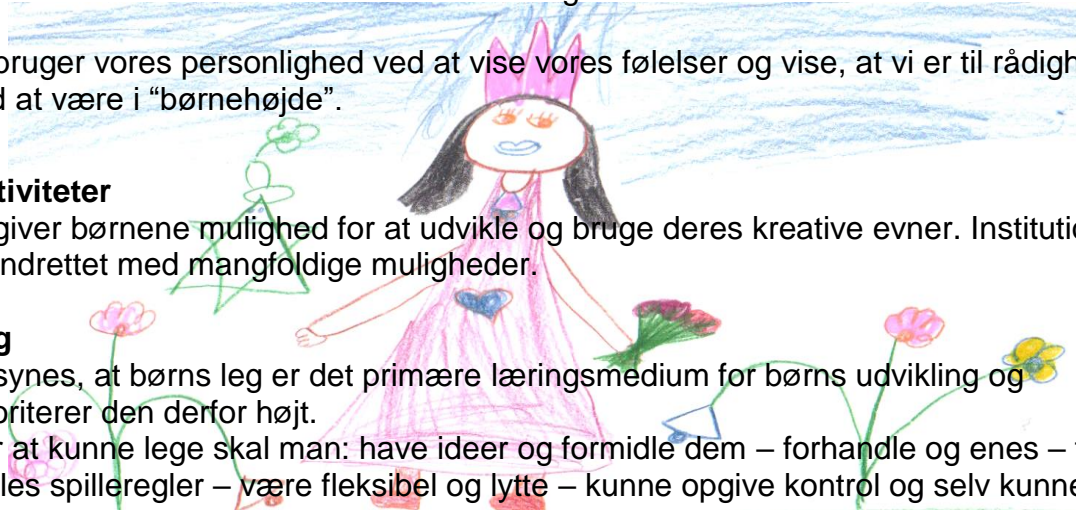 bruger vores personlighed ved at vise vores følelser og vise, at vi er til rådigh
d at være i “børnehøjde”.
tiviteter
giver børnene mulighed for at udvikle og bruge deres kreative evner. Institutio
ndrettet med mangfoldige muligheder.
g
synes, at børns leg er det primære læringsmedium for børns udvikling og
oriterer den derfor højt.
r at kunne lege skal man: have ideer og formidle dem – forhandle og enes –
les spilleregler – være fleksibel og lytte – kunne opgive kontrol og selv kunne